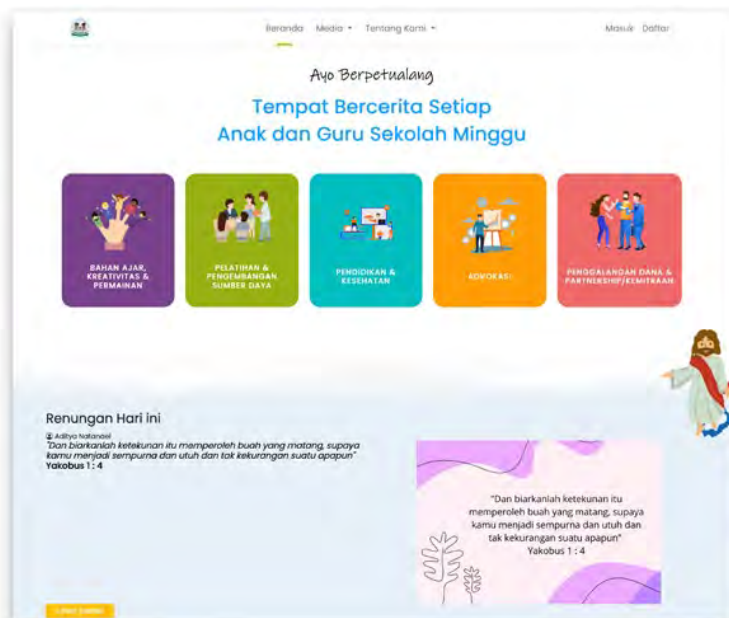 Beranda Media Tentang Kami Masuk Daftar
Ayo Berpetualang
Tempat Bercerita Setiap
Anak dan Guru Sekolah Minggu
BAHAN AJAR,
KREATIVITAS &
PERMAINAN
PELATIHAN &
PENGEMBANGAN
SUMBER DAYA
PENDIDIKAN &
KESEHATAN
ADVOKASI
PENGGALANGAN DANA &
PARTNERSHIP/KEMITRAAN
Renungan Hari ini
Aditya Natanael
"Dan biarkanlah ketekunan itu memperoleh buah yang matang, supaya
kamu menjadi sempurna dan utuh dan tak kekurangan suatu apapun"
Yakobus 1 : 4
"Dan biarkanlah ketekunan itu
memperoleh buah yang matang, supaya
kamu menjadi sempurna dan utuh dan
tak kekurangan suatu apapun"
Yakobus 1 : 4